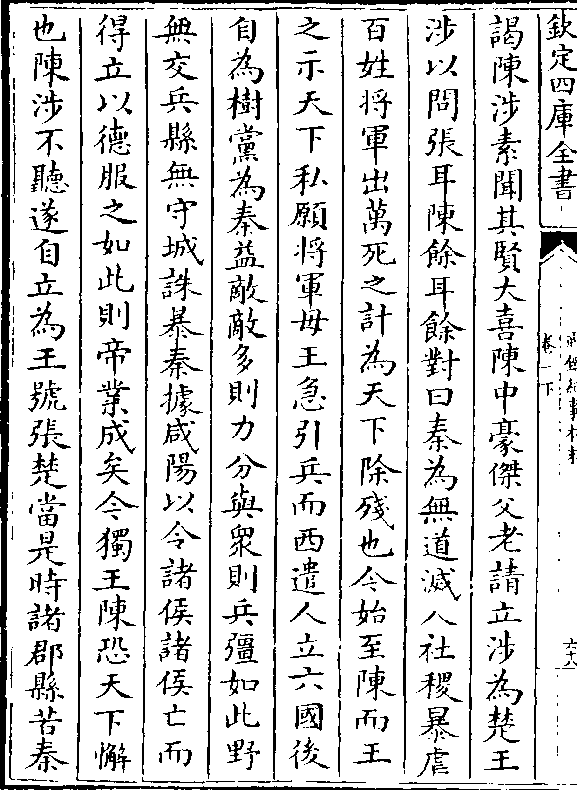 欽定四庫全書
卷一下
謁陳涉素聞其賢大喜陳中豪傑父老請立涉為楚王
涉以問張耳陳餘耳餘對曰秦為無道滅人社稷暴虐
百姓將軍出萬死之計為天下除殘也今始至陳而王
之示天下私願將軍毋王急引兵而西遣人立六國後
自為樹黨為秦益敵敵多則力分與衆則兵彊如此野
無交兵縣無守城誅暴秦據咸陽以令諸侯諸侯亡而
得立以德服之如此則帝業成矣今獨王陳恐天下懈
也陳涉不聽遂自立為王號張楚當是時諸郡縣苦秦